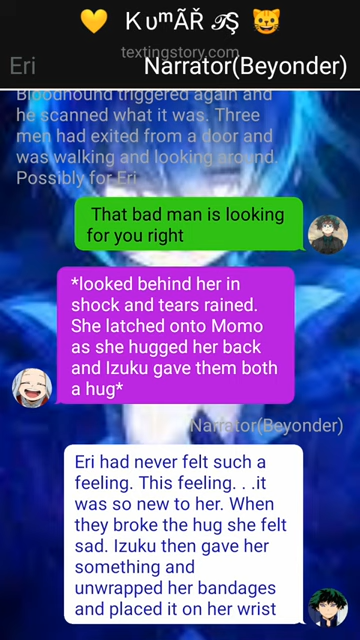 💛 KυᵐÃŘ 𝒯Ş 😺
textingstory.com
Eri Narrator(Beyonder)
Bloodhound triggered again and
he scanned what it was. Three
men had exited from a door and
was walking and looking around.
Possibly for Eri
That bad man is looking
for you right
*looked behind her in
shock and tears rained.
She latched onto Momo
as she hugged her back
and Izuku gave them both
a hug*
Narrator(Beyonder)
Eri had never felt such a
feeling. This feeling. . .it
was so new to her. When
they broke the hug she felt
sad. Izuku then gave her
something and
unwrapped her bandages
and placed it on her wrist